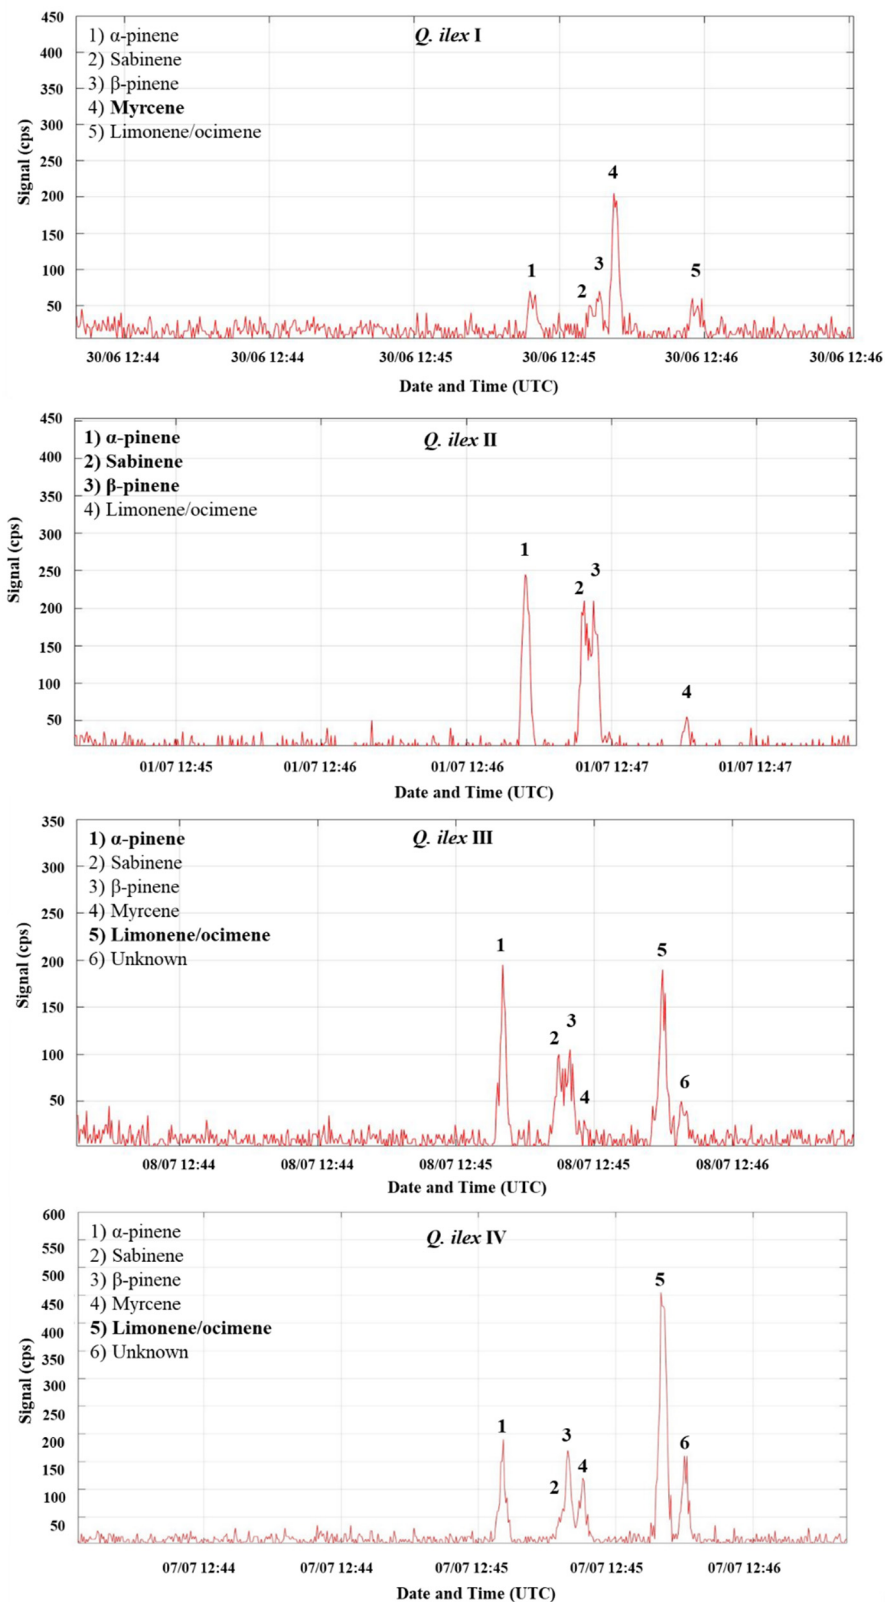 Q. ilex I
1) α-pinene
2) Sabinene
3) β-pinene
4) Myrcene
5) Limonene/ocimene
Signal (cps)
450
400
350
300
250
200
150
100
50
1
2
3
4
5
30/06 12:44 30/06 12:44 30/06 12:45 30/06 12:45 30/06 12:46 30/06 12:46
Date and Time (UTC)
Q. ilex II
1) α-pinene
2) Sabinene
3) β-pinene
4) Limonene/ocimene
Signal (cps)
450
400
350
300
250
200
150
100
50
1
2
3
4
01/07 12:45 01/07 12:46 01/07 12:46 01/07 12:47 01/07 12:47
Date and Time (UTC)
Q. ilex III
1) α-pinene
2) Sabinene
3) β-pinene
4) Myrcene
5) Limonene/ocimene
6) Unknown
Signal (cps)
350
300
250
200
150
100
50
1
2
3
4
5
6
08/07 12:44 08/07 12:44 08/07 12:45 08/07 12:45 08/07 12:46
Date and Time (UTC)
Q. ilex IV
1) α-pinene
2) Sabinene
3) β-pinene
4) Myrcene
5) Limonene/ocimene
6) Unknown
Signal (cps)
600
550
500
450
400
350
300
250
200
150
100
50
1
2
3
4
5
6
07/07 12:44 07/07 12:44 07/07 12:45 07/07 12:45 07/07 12:46
Date and Time (UTC)